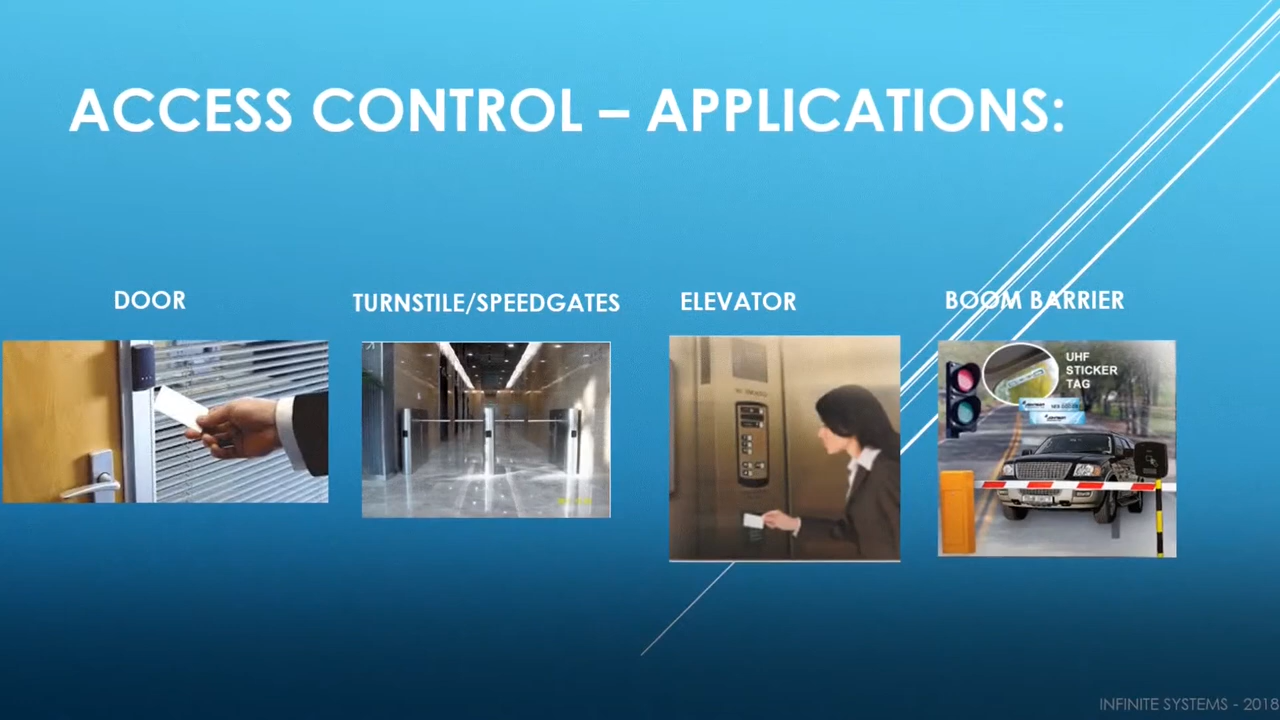 ACCESS CONTROL – APPLICATIONS:
DOOR
TURNSTILE/SPEEDGATES
ELEVATOR
BOOM BARRIER
UHF
STICKER
TAG
INFINITE SYSTEMS - 2018